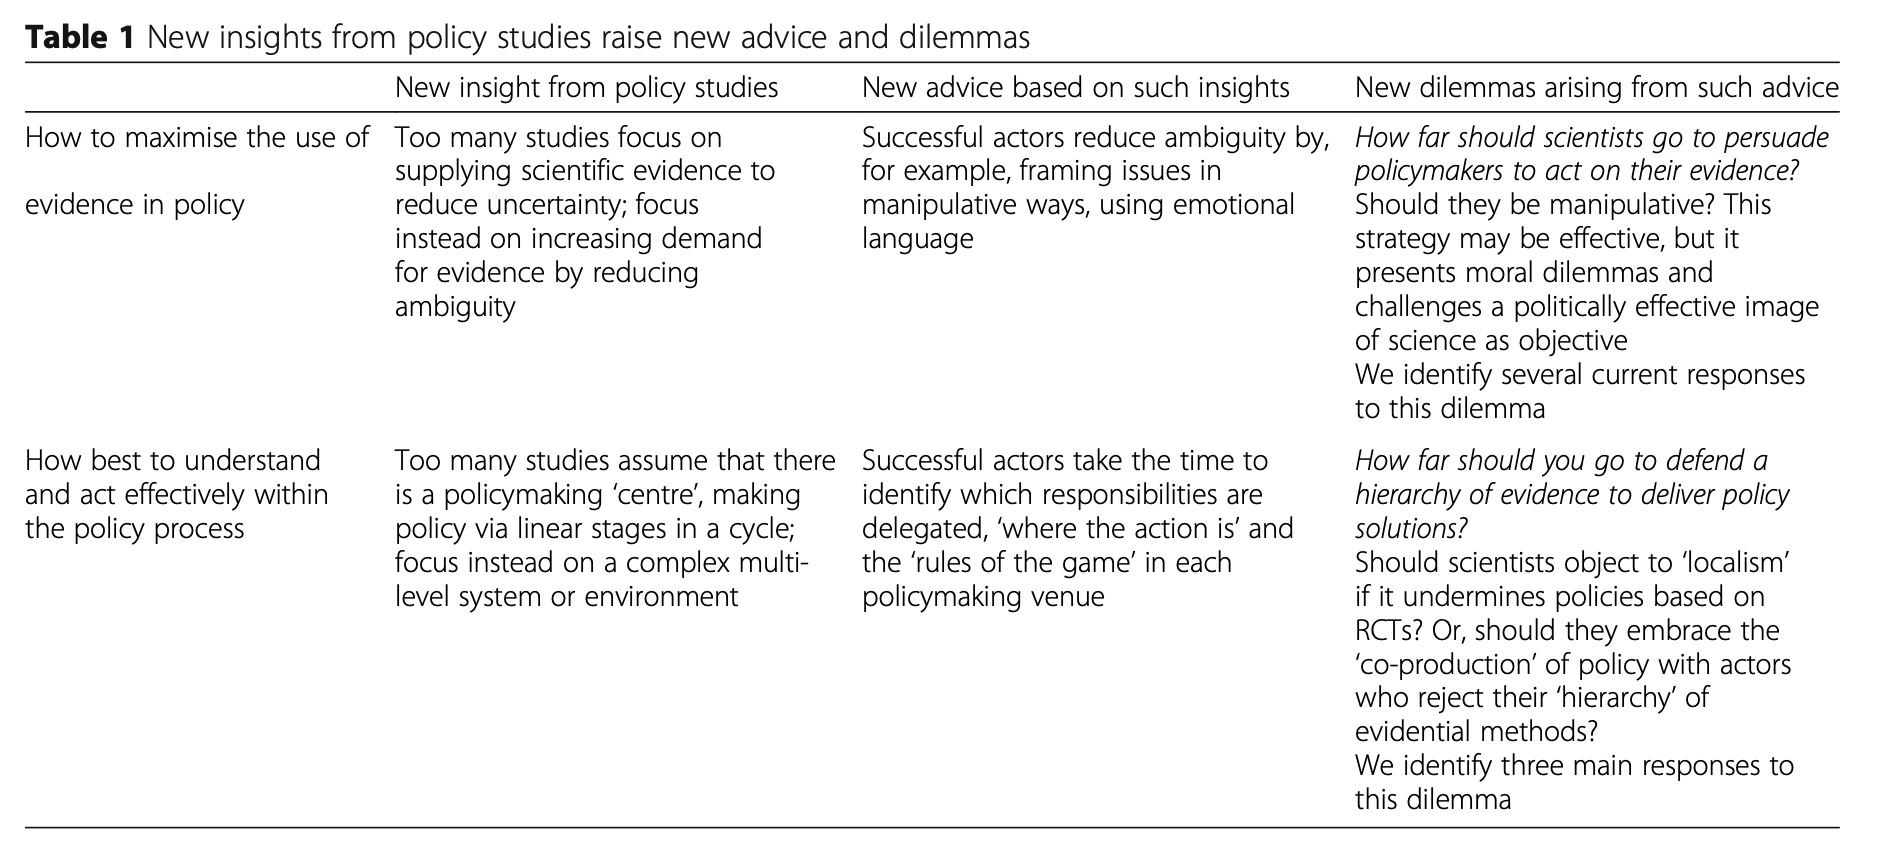 Table 1 New insights from policy studies raise new advice and dilemmas
New insight from policy studies
New advice based on such insights
New dilemmas arising from such advice
How to maximise the use of
evidence in policy
Too many studies focus on
supplying scientific evidence to
reduce uncertainty; focus
instead on increasing demand
for evidence by reducing
ambiguity
Successful actors reduce ambiguity by,
for example, framing issues in
manipulative ways, using emotional
language
How far should scientists go to persuade
policymakers to act on their evidence?
Should they be manipulative? This
strategy may be effective, but it
presents moral dilemmas and
challenges a politically effective image
of science as objective
We identify several current responses
to this dilemma
How best to understand
and act effectively within
the policy process
Too many studies assume that there
is a policymaking ‘centre’, making
policy via linear stages in a cycle;
focus instead on a complex multi-
level system or environment
Successful actors take the time to
identify which responsibilities are
delegated, ‘where the action is’ and
the ‘rules of the game’ in each
policymaking venue
How far should you go to defend a
hierarchy of evidence to deliver policy
solutions?
Should scientists object to ‘localism’
if it undermines policies based on
RCTs? Or, should they embrace the
‘co-production’ of policy with actors
who reject their ‘hierarchy’ of
evidential methods?
We identify three main responses to
this dilemma